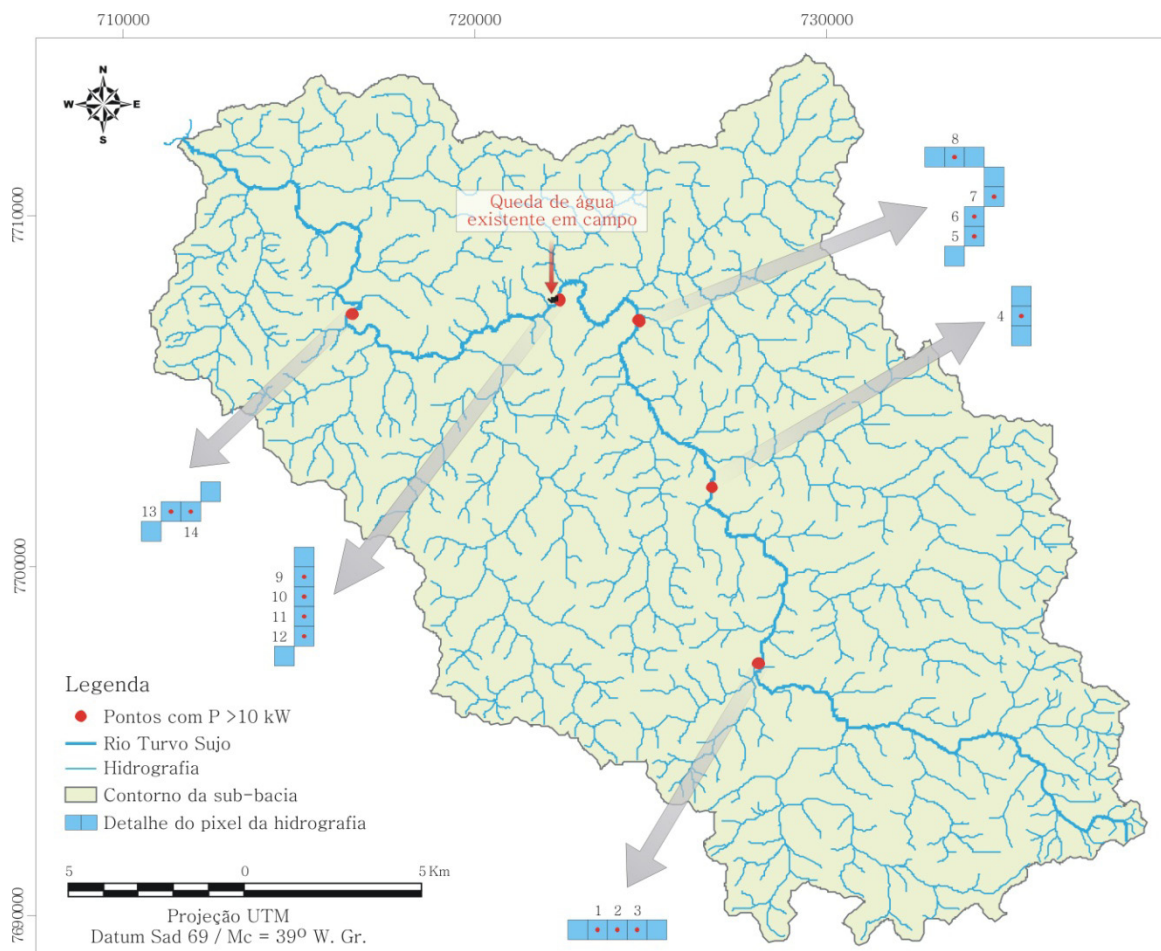 710000
720000
730000
N
W
E
S
7710000
7700000
7690000
Queda de água
existente em campo
8
7
6
5
4
13
14
9
10
11
12
1 2 3
Legenda
Pontos com P >10 kW
Rio Turvo Sujo
Hidrografia
Contorno da sub-bacia
Detalhe do pixel da hidrografia
5 0 5 Km
Projeção UTM
Datum Sad 69 / Mc = 39º W. Gr.